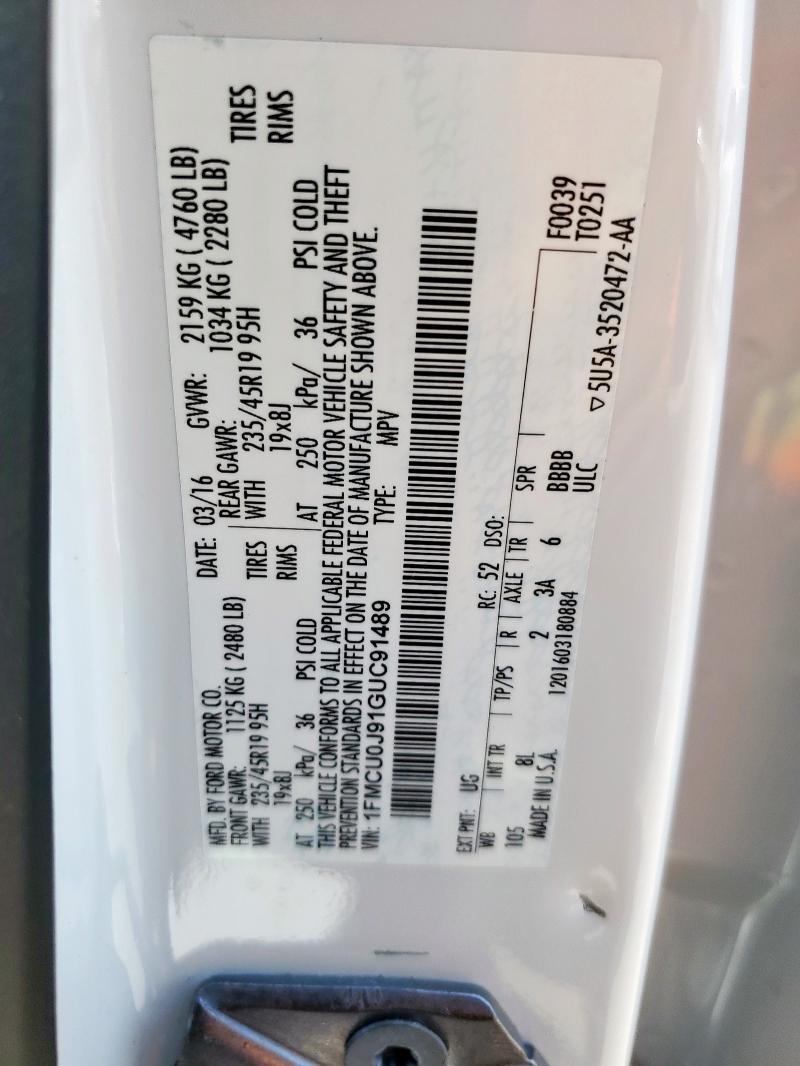 MFD. BY FORD MOTOR CO.
DATE: 03/16 GVWR: 2159 KG ( 4760 LB)
FRONT GAWR: 1125 KG ( 2480 LB) REAR GAWR: 1034 KG ( 2280 LB)
WITH 235/45R19 95H TIRES WITH 235/45R19 95H TIRES
19x8J RIMS 19x8J RIMS
AT 250 kPa/ 36 PSI COLD AT 250 kPa/ 36 PSI COLD
THIS VEHICLE CONFORMS TO ALL APPLICABLE FEDERAL MOTOR VEHICLE SAFETY AND THEFT
PREVENTION STANDARDS IN EFFECT ON THE DATE OF MANUFACTURE SHOWN ABOVE.
VIN: 1FMCU0J91GUC91489 TYPE: MPV
EXT PNT: UG RC: 52 DSO:
WB INT TR TP/PS R AXLE TR SPR F0039
105 8L 2 3A 6 BBBB T0251
MADE IN U.S.A. 1201603180884 ULC
▽5U5A-3520472-AA